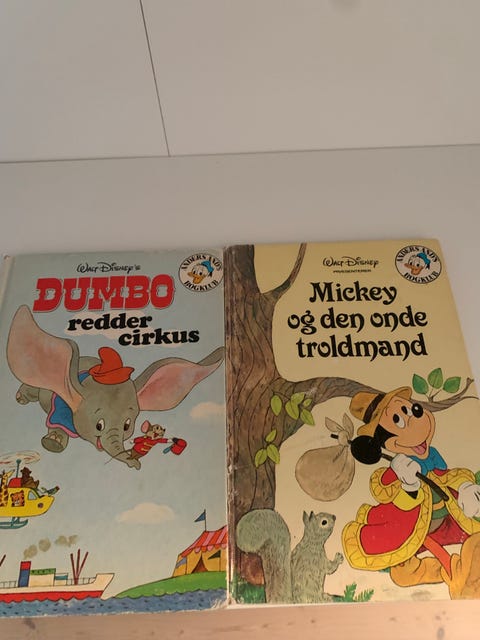 Walt Disney's
DUMBO
redder
cirkus
ANDERS AND'S
BOGKLUB
Walt Disney
PRÆSENTERER
Mickey
og den onde
troldmand
ANDERS AND'S
BOGKLUB